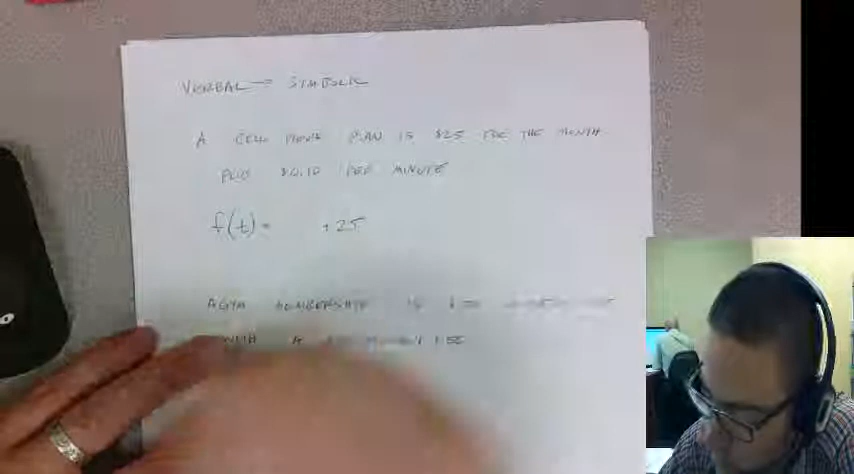 VERBAL → SYMBOLIC
A CELL PHONE PLAN IS $25 FOR THE MONTH
PLUS $0.10 PER MINUTE
f(t) = +25
A GYM MEMBERSHIP IS
WITH A